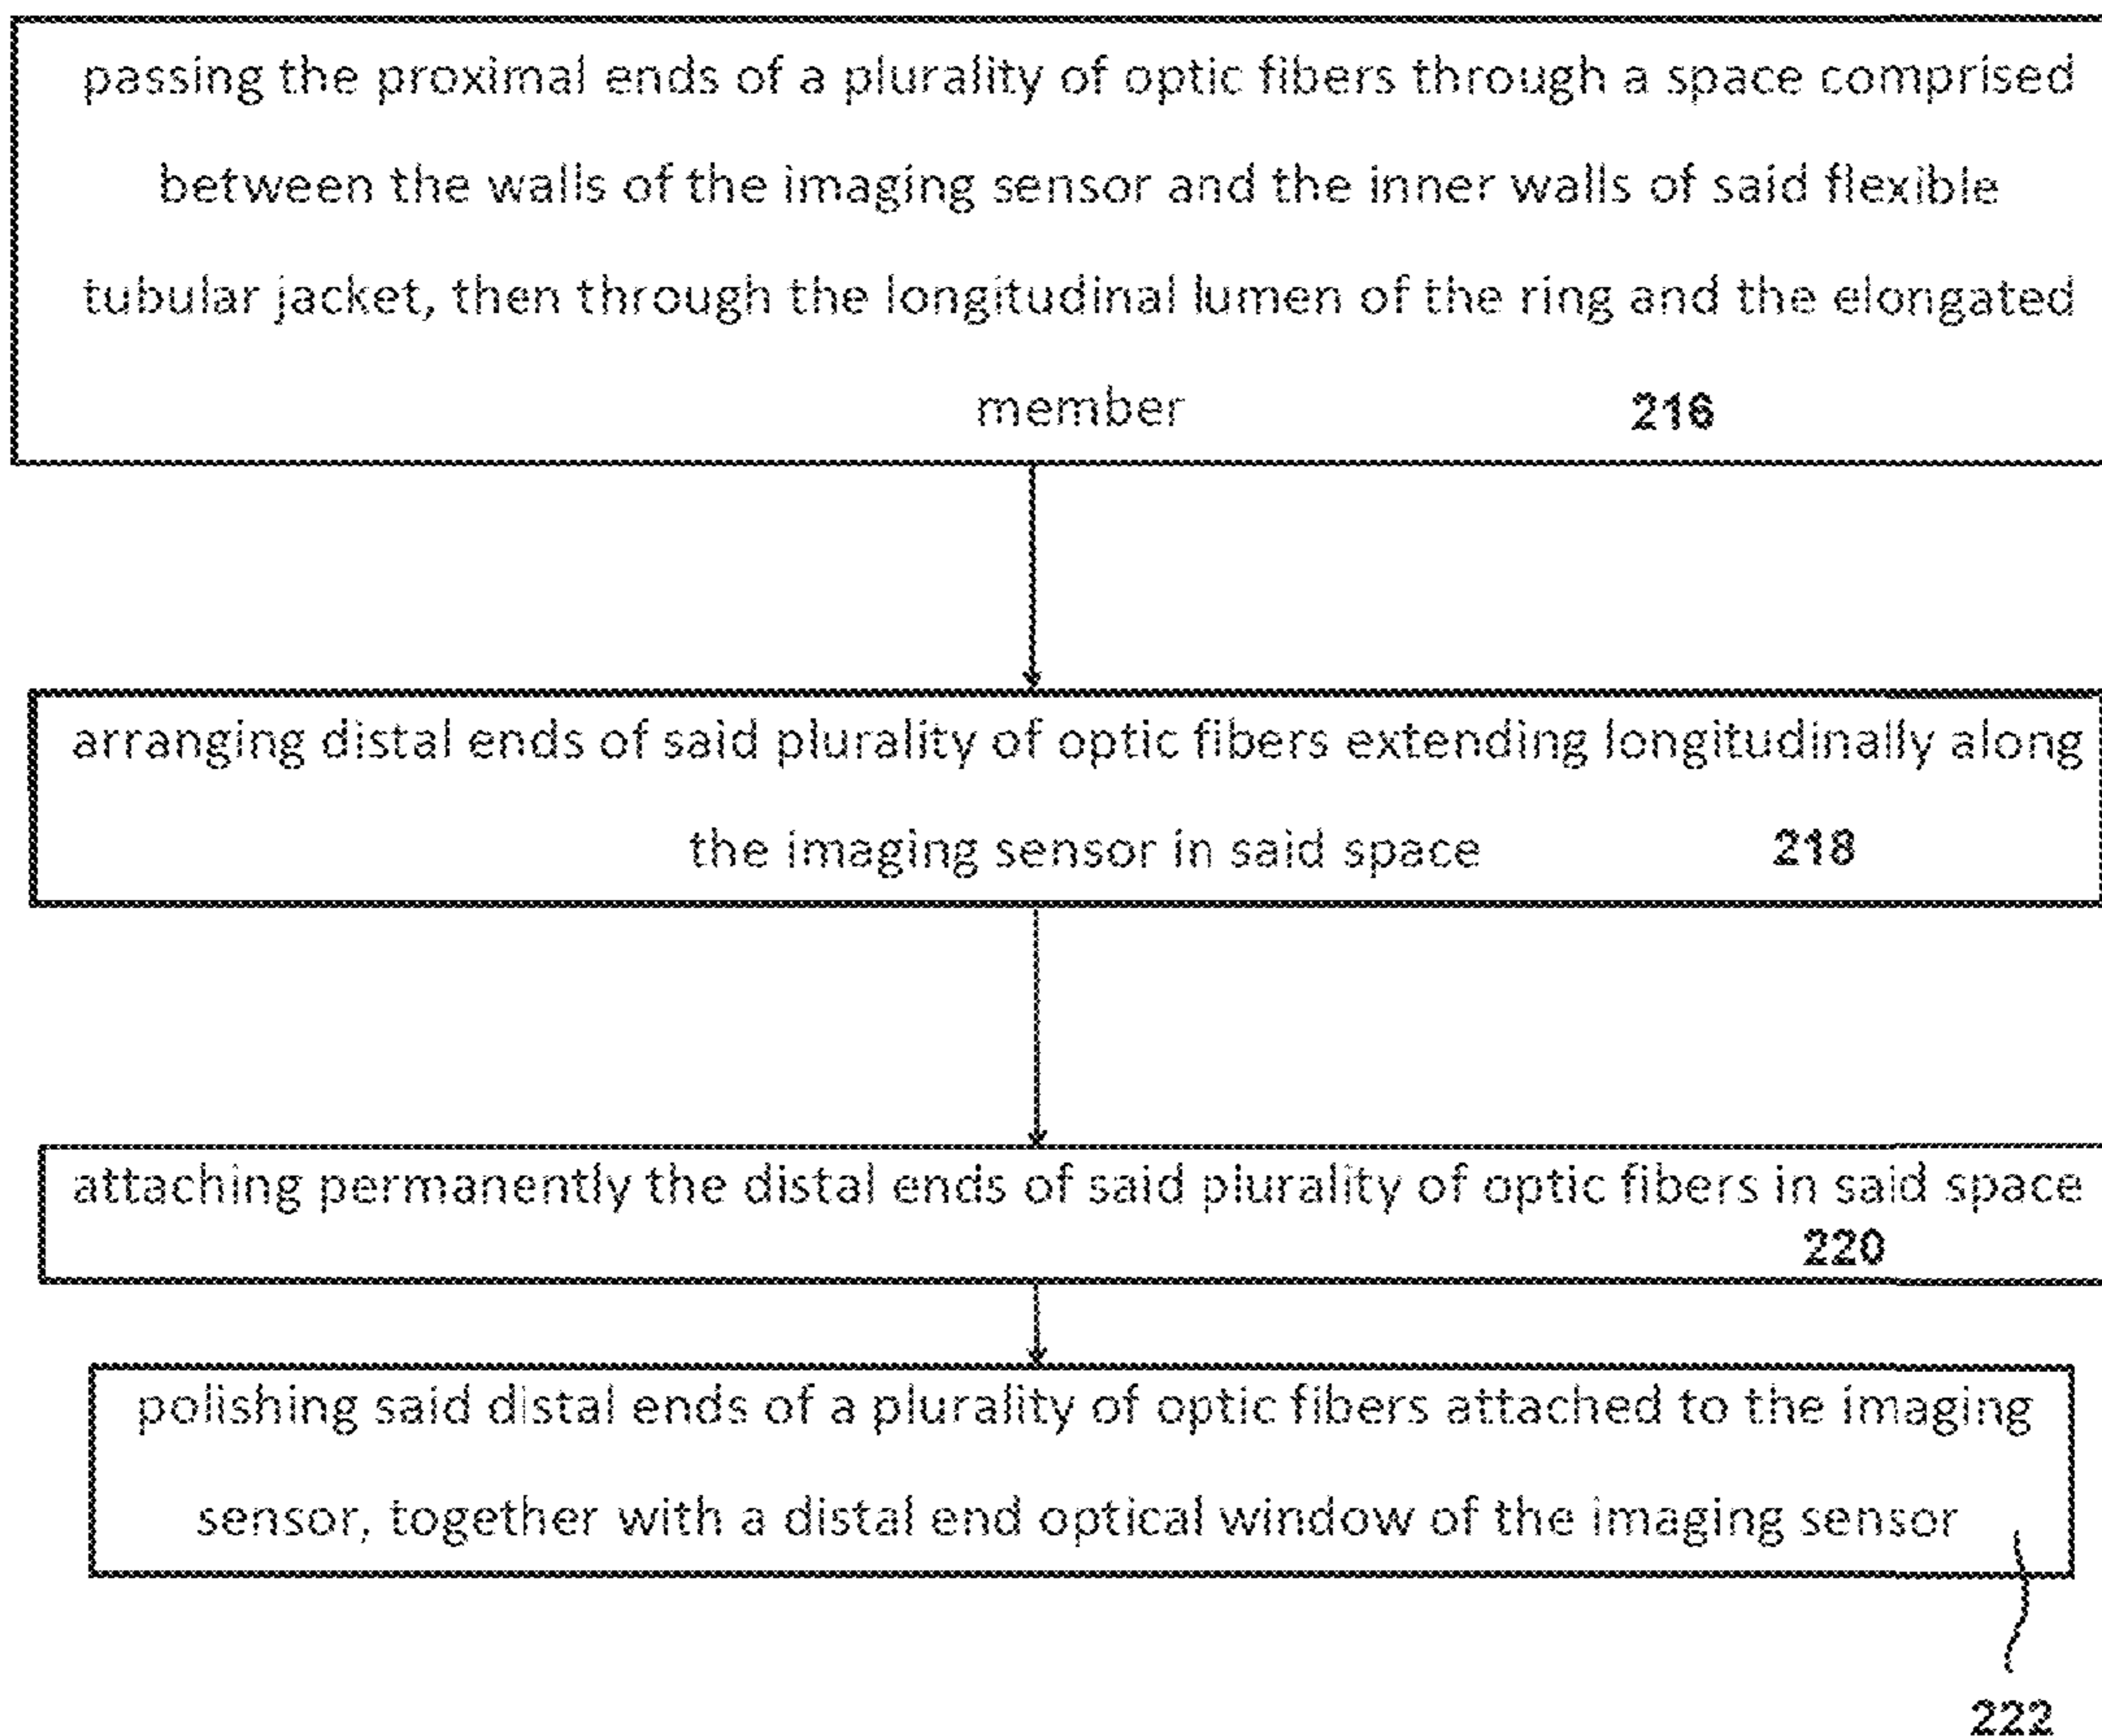 passing the proximal ends of a plurality of optic fibers through a space comprised
between the walls of the imaging sensor and the inner walls of said flexible
tubular jacket, then through the longitudinal lumen of the ring and the elongated
member 216
arranging distal ends of said plurality of optic fibers extending longitudinally along
the imaging sensor in said space 218
attaching permanently the distal ends of said plurality of optic fibers in said space
220
polishing said distal ends of a plurality of optic fibers attached to the imaging
sensor, together with a distal end optical window of the imaging sensor
222